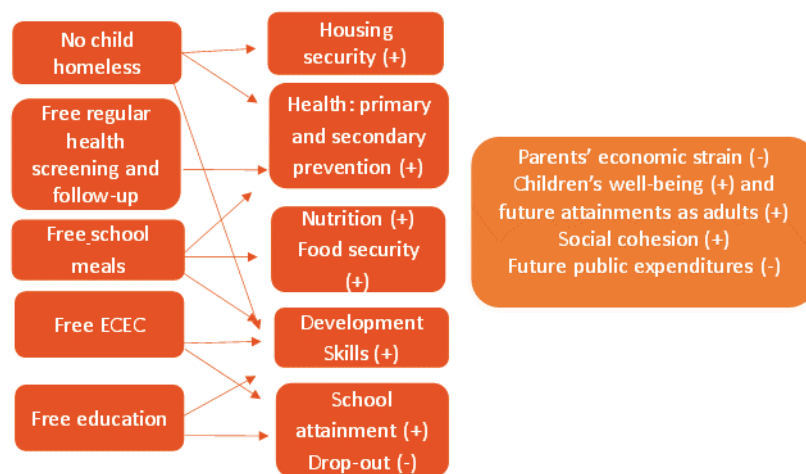 No child
homeless
Free regular
health
screening and
follow-up
Free school
meals
Free ECEC
Free education
Housing
security (+)
Health: primary
and secondary
prevention (+)
Nutrition (+)
Food security
(+)
Development
Skills (+)
School
attainment (+)
Drop-out (-)
Parents’ economic strain (-)
Children’s well-being (+) and
future attainments as adults (+)
Social cohesion (+)
Future public expenditures (-)